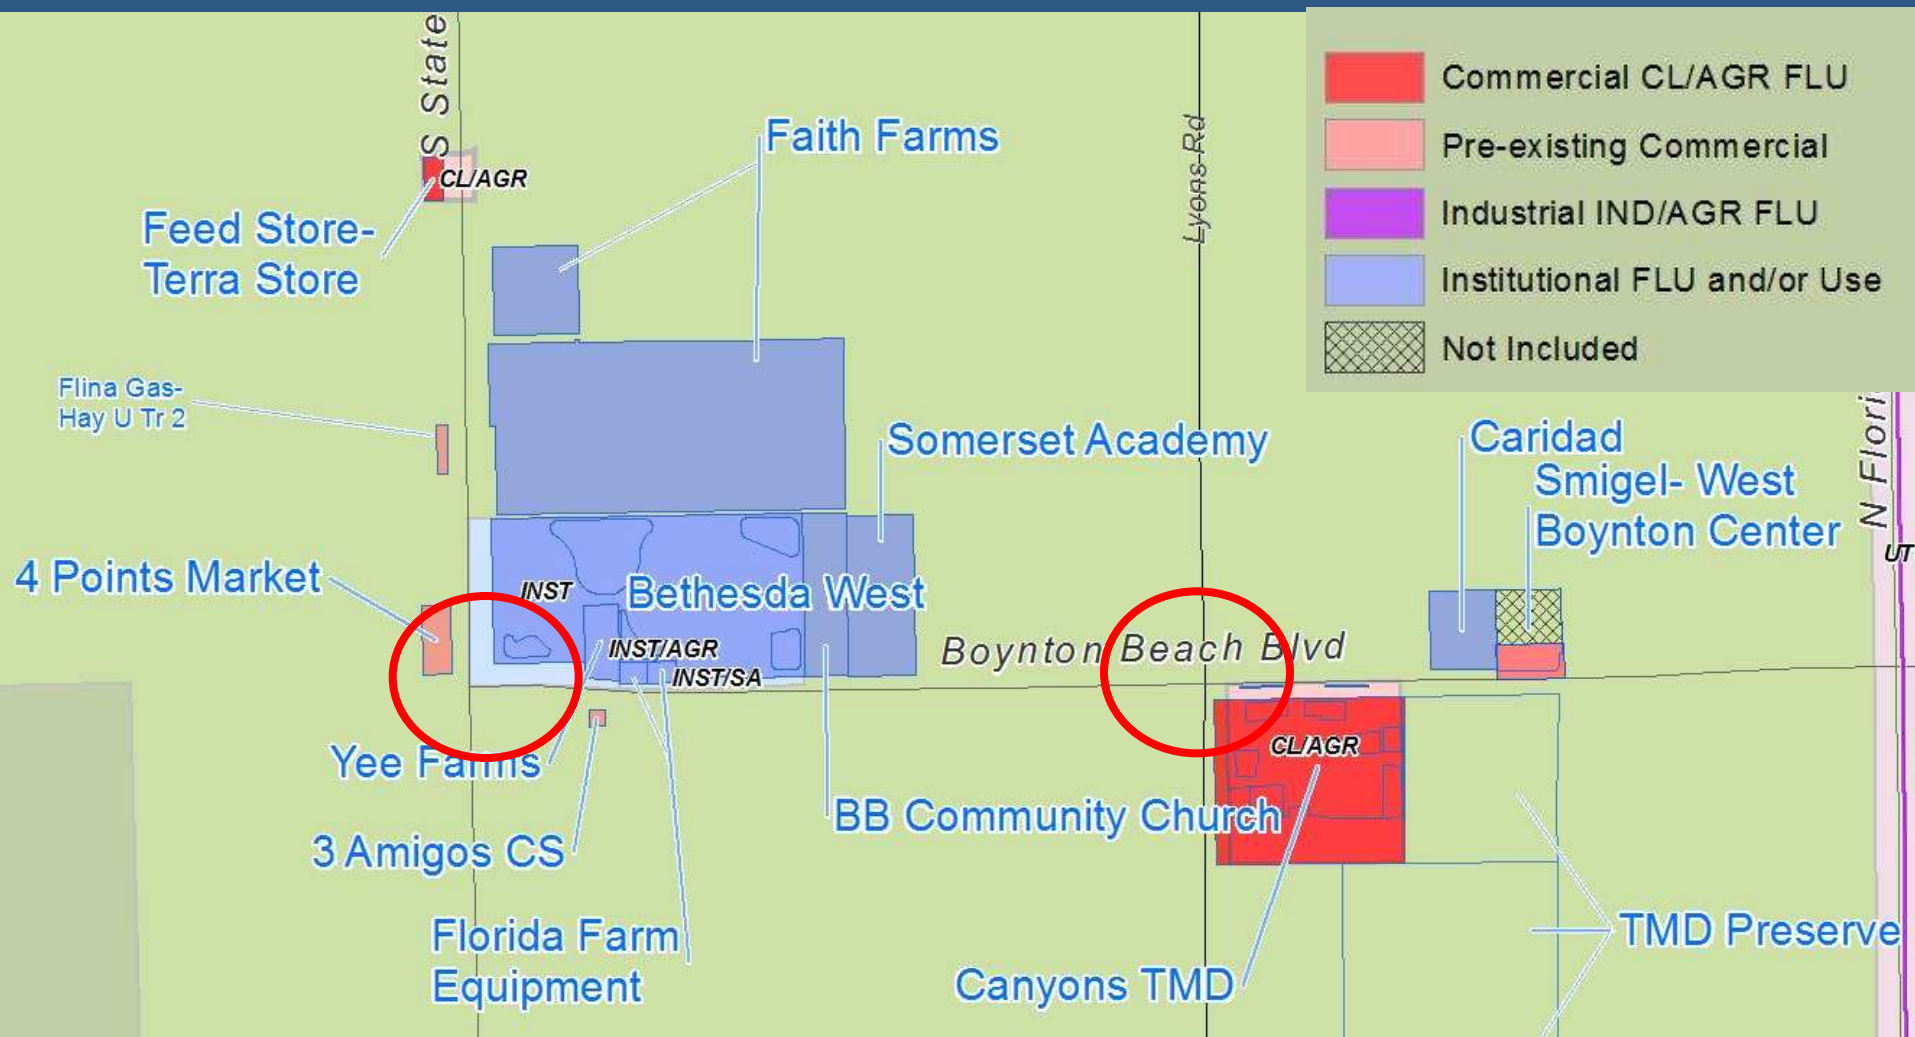 S State
Commercial CL/AGR FLU
Pre-existing Commercial
Industrial IND/AGR FLU
Institutional FLU and/or Use
Not Included
Faith Farms
Lyons Rd
CL/AGR
Feed Store-
Terra Store
Flina Gas-
Hay U Tr 2
Somerset Academy
Caridad
Smigel- West
Boynton Center
N Flori
UT
4 Points Market
INST
Bethesda West
INST/AGR
INST/SA
Boynton Beach Blvd
CL/AGR
Yee Farms
3 Amigos CS
BB Community Church
Florida Farm
Equipment
Canyons TMD
TMD Preserve